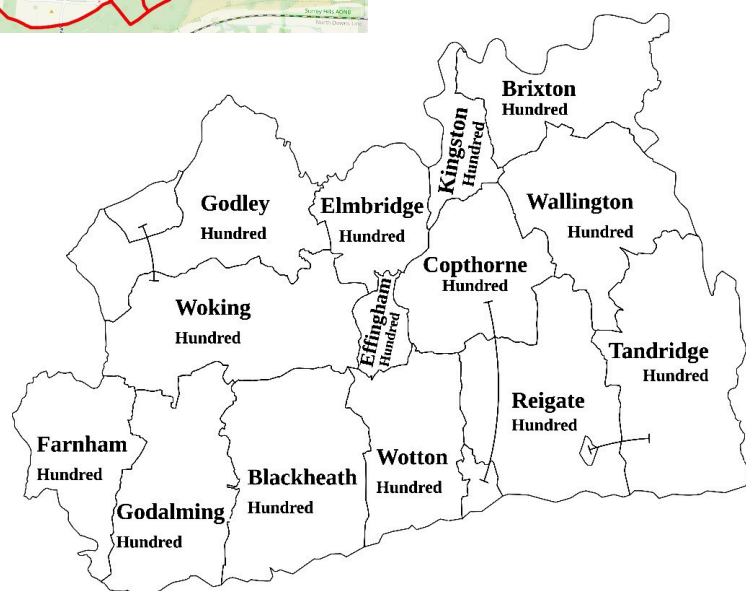 Surrey Hills AONB
North Downs Line
Brixton
Hundred
Kingston
Hundred
Godley
Hundred
Elmbridge
Hundred
Wallington
Hundred
Copthorne
Hundred
Woking
Hundred
Effingham
Hundred
Tandridge
Hundred
Reigate
Hundred
Farnham
Hundred
Wotton
Hundred
Blackheath
Hundred
Godalming
Hundred